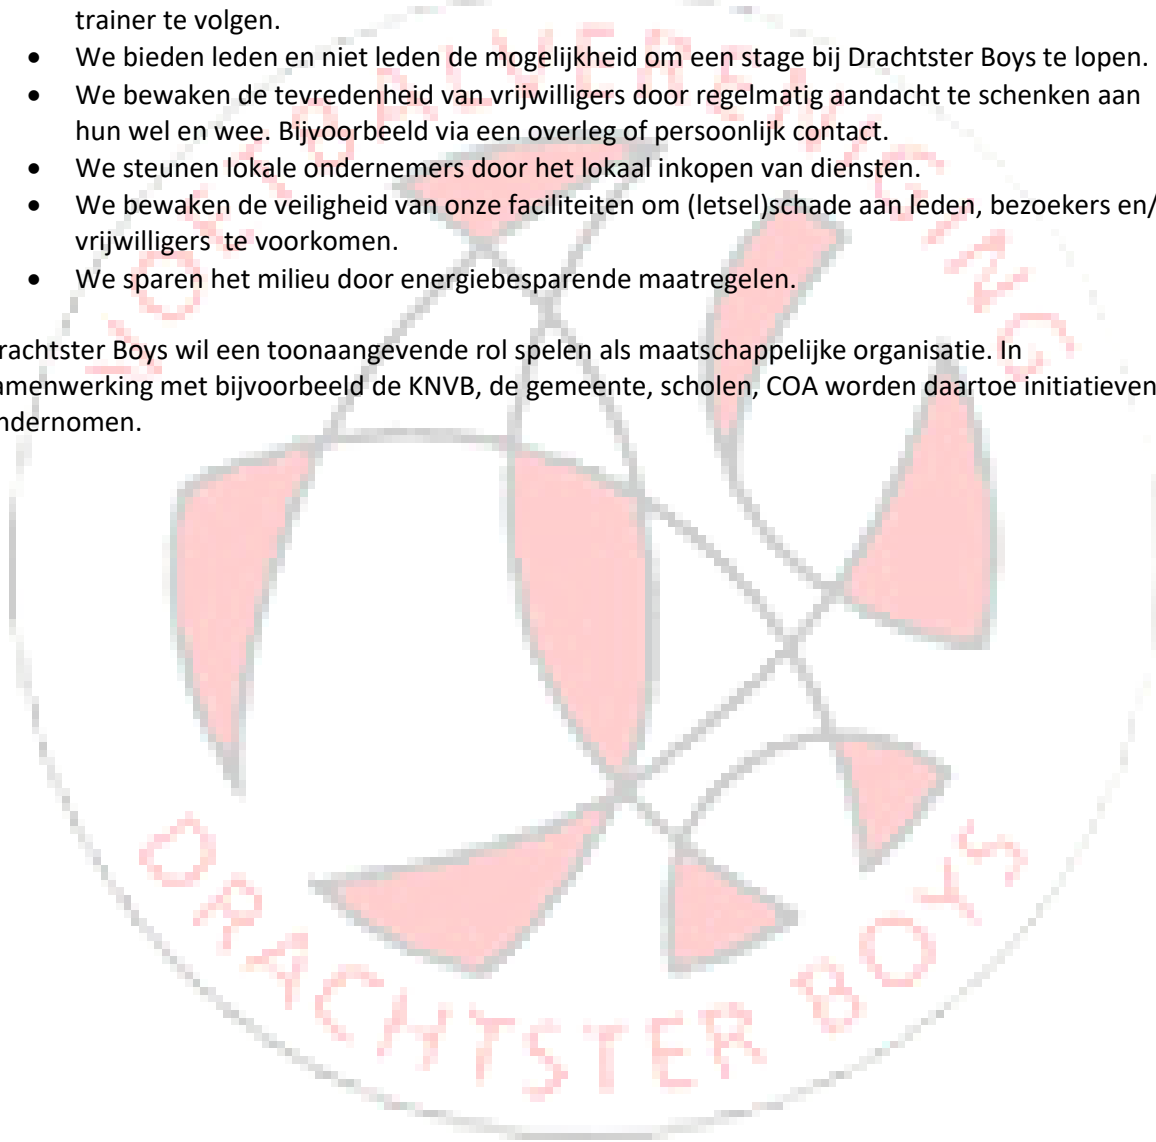 trainer te volgen.
• We bieden leden en niet leden de mogelijkheid om een stage bij Drachtster Boys te lopen.
• We bewaken de tevredenheid van vrijwilligers door regelmatig aandacht te schenken aan
hun wel en wee. Bijvoorbeeld via een overleg of persoonlijk contact.
• We steunen lokale ondernemers door het lokaal inkopen van diensten.
• We bewaken de veiligheid van onze faciliteiten om (letsel)schade aan leden, bezoekers en/
vrijwilligers te voorkomen.
• We sparen het milieu door energiebesparende maatregelen.
rachtster Boys wil een toonaangevende rol spelen als maatschappelijke organisatie. In
amenwerking met bijvoorbeeld de KNVB, de gemeente, scholen, COA worden daartoe initiatieven
ndernomen.
VOETBALVERENIGING
DRACHTSTER BOYS